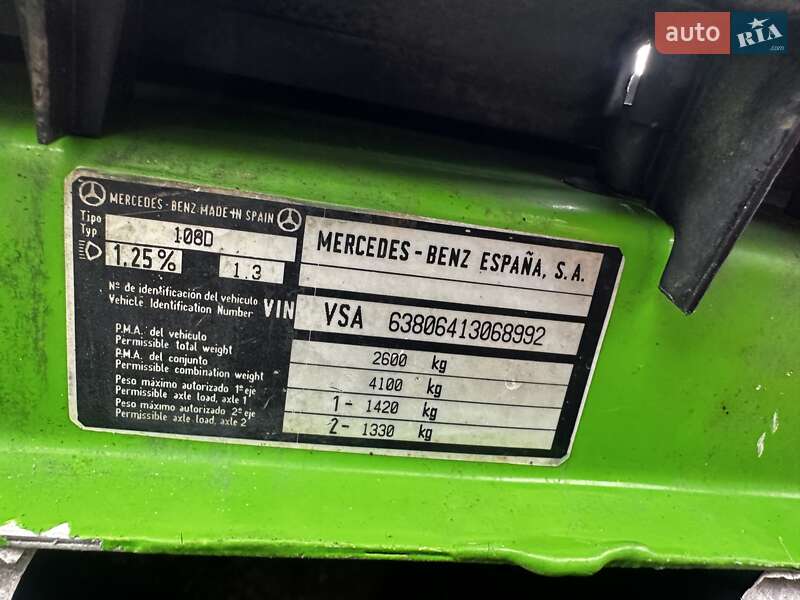 auto RIA.com
MERCEDES-BENZ MADE IN SPAIN
Tipo
Typ
108D
1.25%
1.3
MERCEDES-BENZ ESPAÑA, S.A.
Nº de identificación del vehículo
Vehicle Identification Number
VIN
VSA 63806413068992
P.M.A. del vehículo
Permissible total weight
2600 kg
P.M.A. del conjunto
Permissible combination weight
4100 kg
Peso máximo autorizado 1º eje
Permissible axle load, axle 1
1- 1420 kg
Peso máximo autorizado 2º eje
Permissible axle load, axle 2
2- 1330 kg